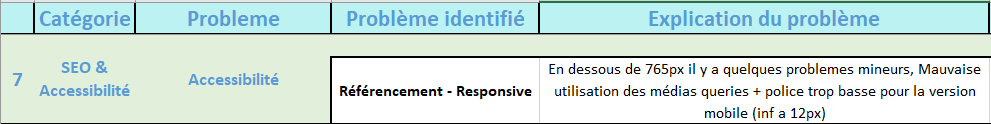 Catégorie Probleme Problème identifié Explication du problème
7 SEO & Accessibilité Accessibilité Référencement - Responsive
En dessous de 765px il y a quelques problemes mineurs, Mauvaise
utilisation des médias queries + police trop basse pour la version
mobile (inf a 12px)